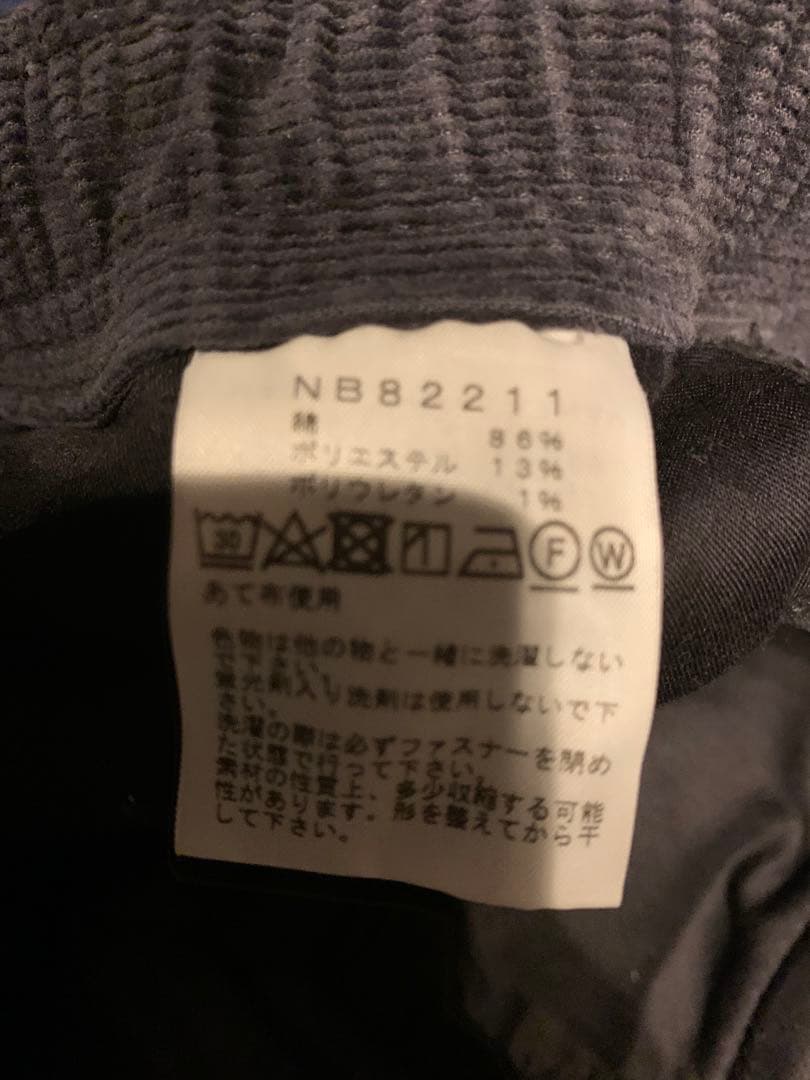 NB82211
綿 86%
ポリエステル 13%
ポリウレタン 1%
30
F W
あて布使用
色物は他の物と一緒に洗濯しない
で下さい。
蛍光剤入り洗剤は使用しないで下
さい。
洗濯の際は必ずファスナーを閉め
た状態で行って下さい。
素材の性質上、多少収縮する可能
性があります。形を整えてから干
して下さい。